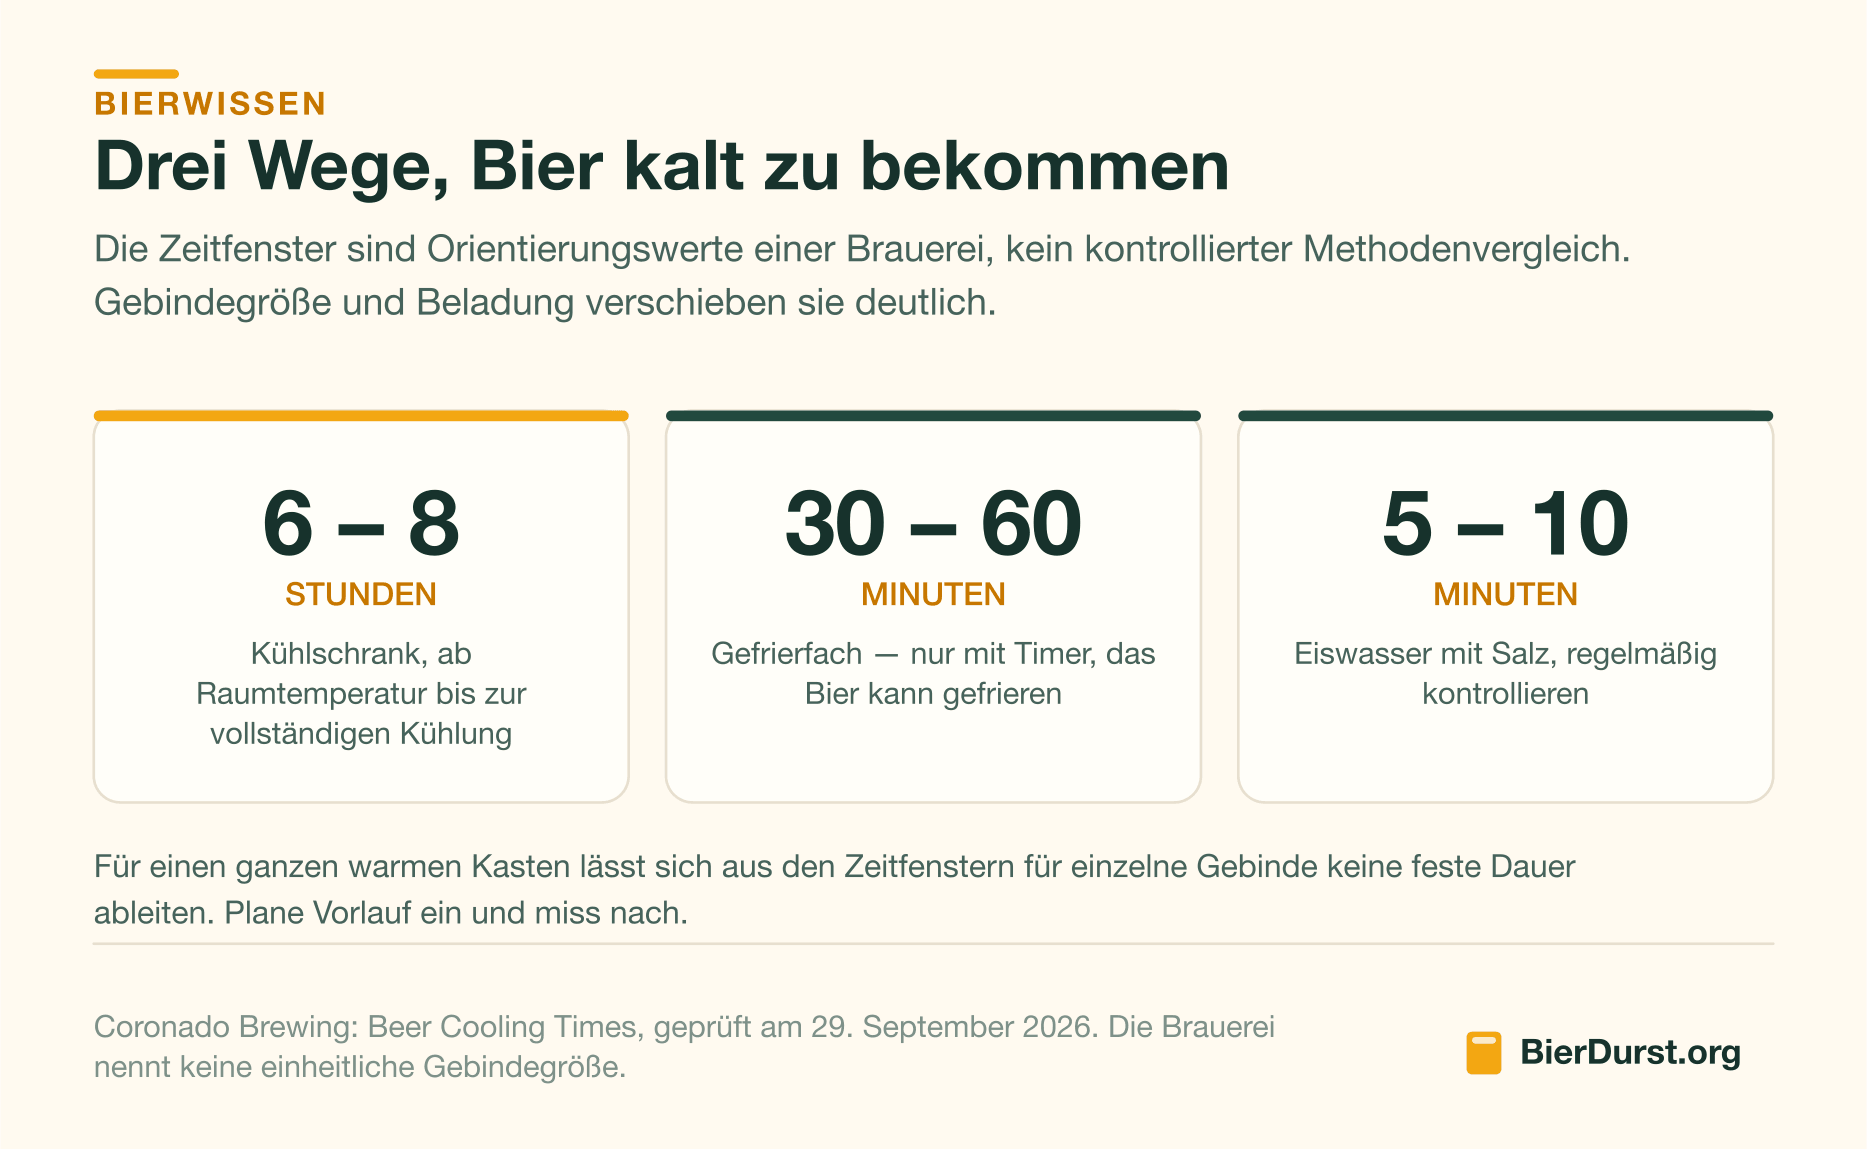 BIERWISSEN
Drei Wege, Bier kalt zu bekommen
Die Zeitfenster sind Orientierungswerte einer Brauerei, kein kontrollierter Methodenvergleich.
Gebindegröße und Beladung verschieben sie deutlich.
6 – 8
STUNDEN
Kühlschrank, ab
Raumtemperatur bis zur
vollständigen Kühlung
30 – 60
MINUTEN
Gefrierfach — nur mit Timer, das
Bier kann gefrieren
5 – 10
MINUTEN
Eiswasser mit Salz, regelmäßig
kontrollieren
Für einen ganzen warmen Kasten lässt sich aus den Zeitfenstern für einzelne Gebinde keine feste Dauer
ableiten. Plane Vorlauf ein und miss nach.
Coronado Brewing: Beer Cooling Times, geprüft am 29. September 2026. Die Brauerei
nennt keine einheitliche Gebindegröße.
BierDurst.org